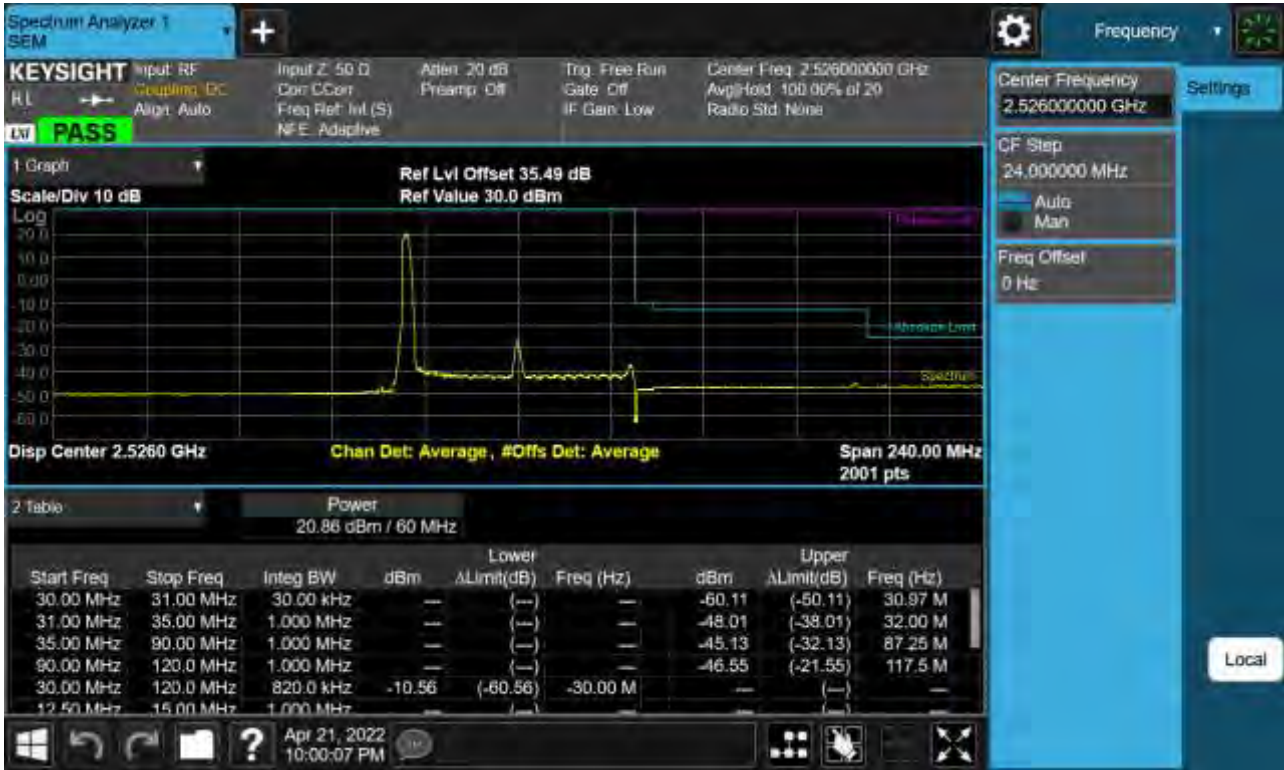 Spectrum Analyzer 1
SEM
+
Frequency
KEYSIGHT Input: RF Input Z: 50 Ω Atten: 20 dB Trig: Free Run Center Freq: 2.526000000 GHz
RL Coupling: DC Corr CCorr Preamp: Off Gate: Off Avg|Hold: 100.00% of 20
Align: Auto Freq Ref: Int (S) IF Gain: Low Radio Std: None
LXI PASS NFE: Adaptive
1 Graph
Ref Lvl Offset 35.49 dB
Scale/Div 10 dB Ref Value 30.0 dBm
Log
20.0
10.0
0.00
-10.0
-20.0
-30.0
-40.0
-50.0
-60.0
Absolute Limit
Spectrum
Disp Center 2.5260 GHz Chan Det: Average, #Offs Det: Average Span 240.00 MHz
2001 pts
2 Table Power
20.86 dBm / 60 MHz
Lower Upper
Start Freq Stop Freq Integ BW dBm ΔLimit(dB) Freq (Hz) dBm ΔLimit(dB) Freq (Hz)
30.00 MHz 31.00 MHz 30.00 kHz --- (---) --- -60.11 (-50.11) 30.97 M
31.00 MHz 35.00 MHz 1.000 MHz --- (---) --- -48.01 (-38.01) 32.00 M
35.00 MHz 90.00 MHz 1.000 MHz --- (---) --- -45.13 (-32.13) 87.25 M
90.00 MHz 120.0 MHz 1.000 MHz --- (---) --- -46.55 (-21.55) 117.5 M
30.00 MHz 120.0 MHz 820.0 kHz -10.56 (-60.56) -30.00 M --- (---) ---
12.50 MHz 15.00 MHz 1.000 MHz --- (---) --- --- (---) ---
? Apr 21, 2022
10:00:07 PM
Center Frequency
2.526000000 GHz
Settings
CF Step
24.000000 MHz
Auto
Man
Freq Offset
0 Hz
Local